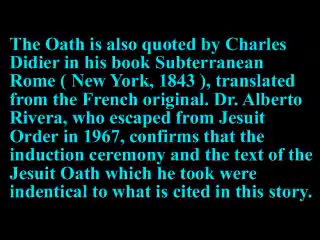 The Oath is also quoted by Charles
Didier in his book Subterranean
Rome ( New York, 1843 ), translated
from the French original. Dr. Alberto
Rivera, who escaped from Jesuit
Order in 1967, confirms that the
induction ceremony and the text of the
Jesuit Oath which he took were
indentical to what is cited in this story.